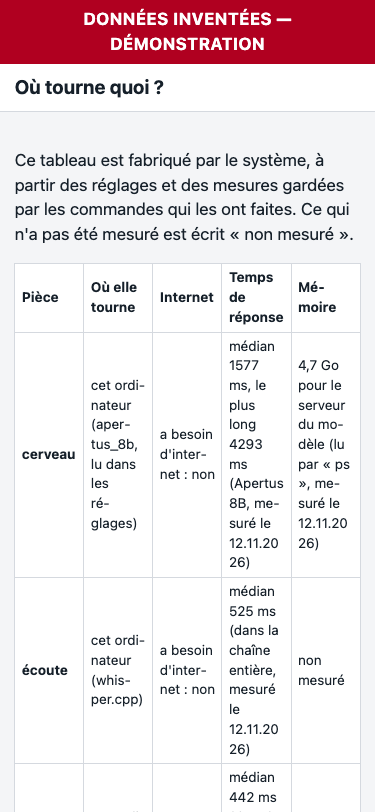 DONNÉES INVENTÉES —
DÉMONSTRATION
Où tourne quoi ?
Ce tableau est fabriqué par le système, à
partir des réglages et des mesures gardées
par les commandes qui les ont faites. Ce qui
n'a pas été mesuré est écrit « non mesuré ».
Pièce
Où elle
tourne
Internet
Temps
de
réponse
Mé-
moire
cerveau
cet ordi-
nateur
(aper-
tus_8b,
lu dans
les
ré-
glages)
a besoin
d'inter-
net : non
médian
1577
ms, le
plus
long
4293
ms
(Apertus
8B, me-
suré le
12.11.20
26)
4,7 Go
pour le
serveur
du mo-
dèle (lu
par « ps
», me-
suré le
12.11.20
26)
écoute
cet ordi-
nateur
(whis-
per.cpp)
a besoin
d'inter-
net : non
médian
525 ms
(dans la
chaîne
entière,
mesuré
le
12.11.20
26)
non
mesuré
médian
442 ms